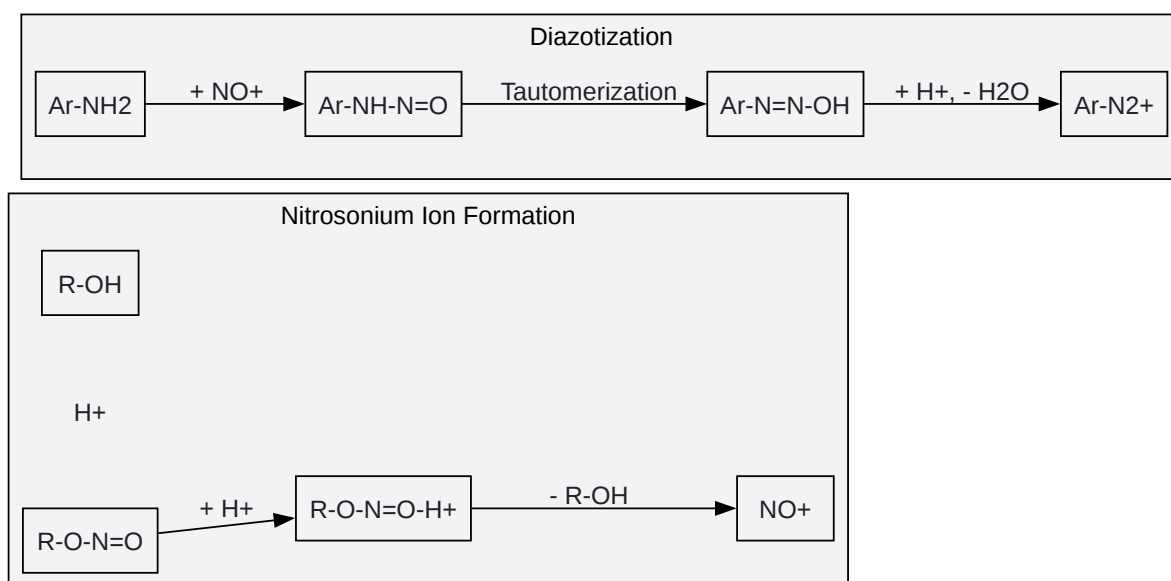 Diazotization
Ar-NH2
+ NO+
Ar-NH-N=O
Tautomerization
Ar-N=N-OH
+ H+, - H2O
Ar-N2+
Nitrosonium Ion Formation
R-OH
H+
R-O-N=O
+ H+
R-O-N=O-H+
- R-OH
NO+